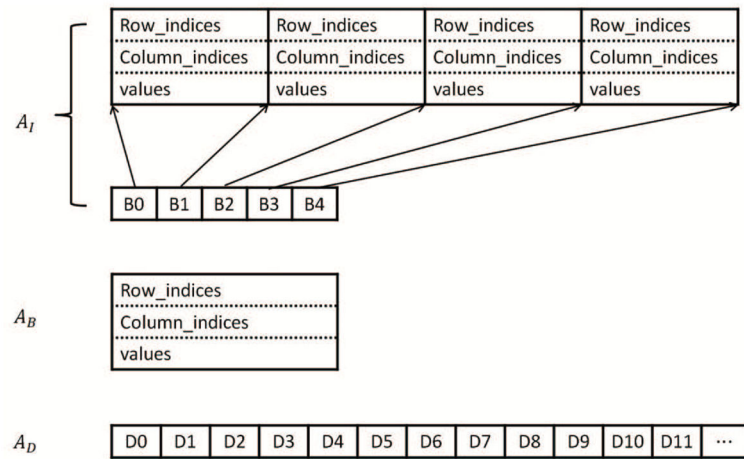 Row_indices Row_indices Row_indices Row_indices
Column_indices Column_indices Column_indices Column_indices
values values values values
A_I
B0 B1 B2 B3 B4
Row_indices
A_B Column_indices
values
A_D D0 D1 D2 D3 D4 D5 D6 D7 D8 D9 D10 D11 ...